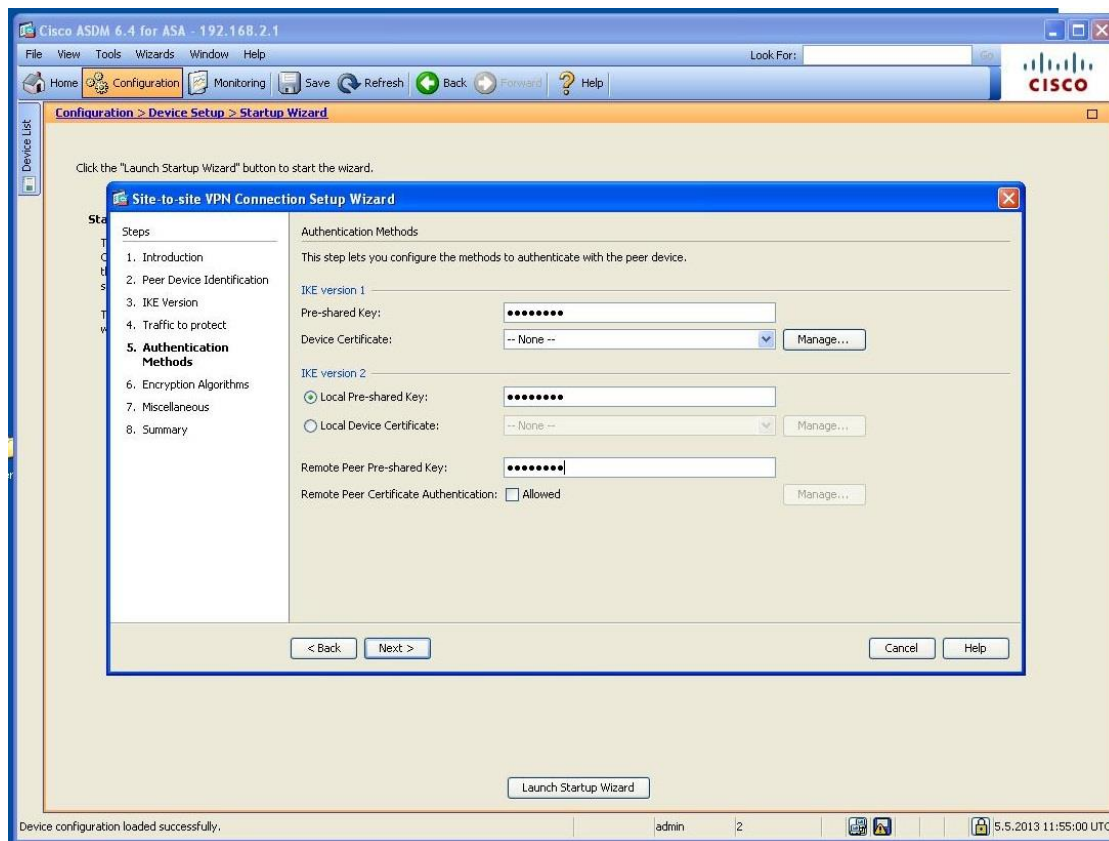 Cisco ASDM 6.4 for ASA - 192.168.2.1
File View Tools Wizards Window Help Look For: Go
Home Configuration Monitoring Save Refresh Back Forward Help
CISCO
Device List
Configuration > Device Setup > Startup Wizard
Click the "Launch Startup Wizard" button to start the wizard.
Site-to-site VPN Connection Setup Wizard
Steps
1. Introduction
2. Peer Device Identification
3. IKE Version
4. Traffic to protect
5. Authentication
Methods
6. Encryption Algorithms
7. Miscellaneous
8. Summary
Authentication Methods
This step lets you configure the methods to authenticate with the peer device.
IKE version 1
Pre-shared Key: ●●●●●●●●
Device Certificate: -- None -- Manage...
IKE version 2
Local Pre-shared Key: ●●●●●●●●
Local Device Certificate: -- None -- Manage...
Remote Peer Pre-shared Key: ●●●●●●●●
Remote Peer Certificate Authentication: Allowed Manage...
< Back Next > Cancel Help
Launch Startup Wizard
Device configuration loaded successfully. admin 2 5.5.2013 11:55:00 UTC